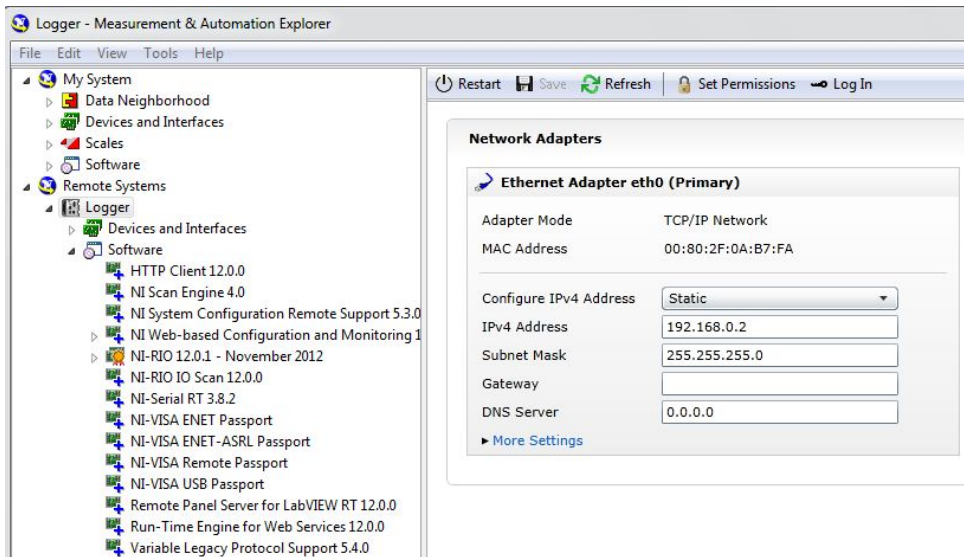 Logger - Measurement & Automation Explorer
File Edit View Tools Help
My System
Data Neighborhood
Devices and Interfaces
Scales
Software
Remote Systems
Logger
Devices and Interfaces
Software
HTTP Client 12.0.0
NI Scan Engine 4.0
NI System Configuration Remote Support 5.3.0
NI Web-based Configuration and Monitoring 1
NI-RIO 12.0.1 - November 2012
NI-RIO IO Scan 12.0.0
NI-Serial RT 3.8.2
NI-VISA ENET Passport
NI-VISA ENET-ASRL Passport
NI-VISA Remote Passport
NI-VISA USB Passport
Remote Panel Server for LabVIEW RT 12.0.0
Run-Time Engine for Web Services 12.0.0
Variable Legacy Protocol Support 5.4.0
Restart Save Refresh Set Permissions Log In
Network Adapters
Ethernet Adapter eth0 (Primary)
Adapter Mode TCP/IP Network
MAC Address 00:80:2F:0A:B7:FA
Configure IPv4 Address Static
IPv4 Address 192.168.0.2
Subnet Mask 255.255.255.0
Gateway
DNS Server 0.0.0.0
More Settings